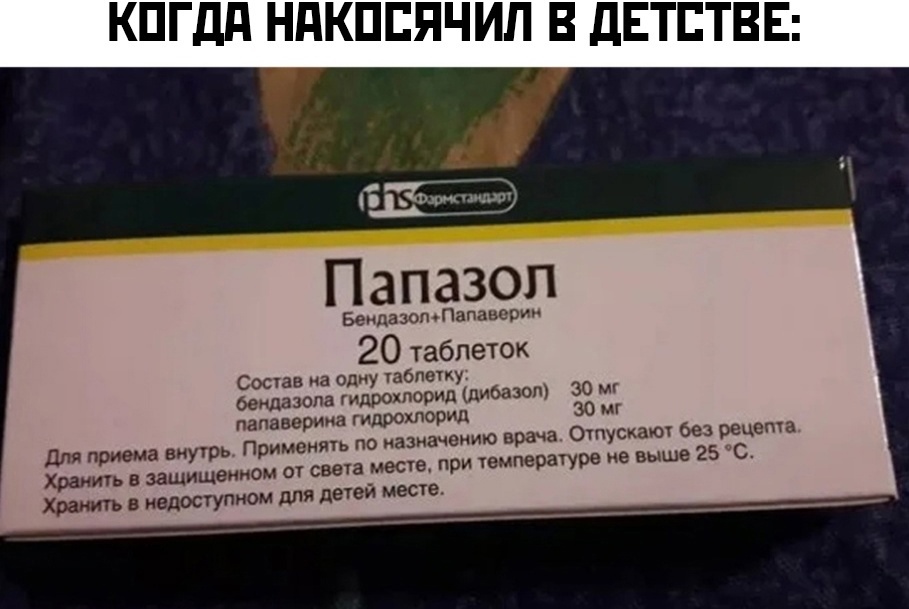 КОГДА НАКОСЯЧИЛ В ДЕТСТВЕ:
phs Фармстандарт
Папазол
Бендазол+Папаверин
20 таблеток
Состав на одну таблетку:
бендазола гидрохлорид (дибазол) 30 мг
папаверина гидрохлорид 30 мг
Для приема внутрь. Применять по назначению врача. Отпускают без рецепта.
Хранить в защищенном от света месте, при температуре не выше 25 °С.
Хранить в недоступном для детей месте.